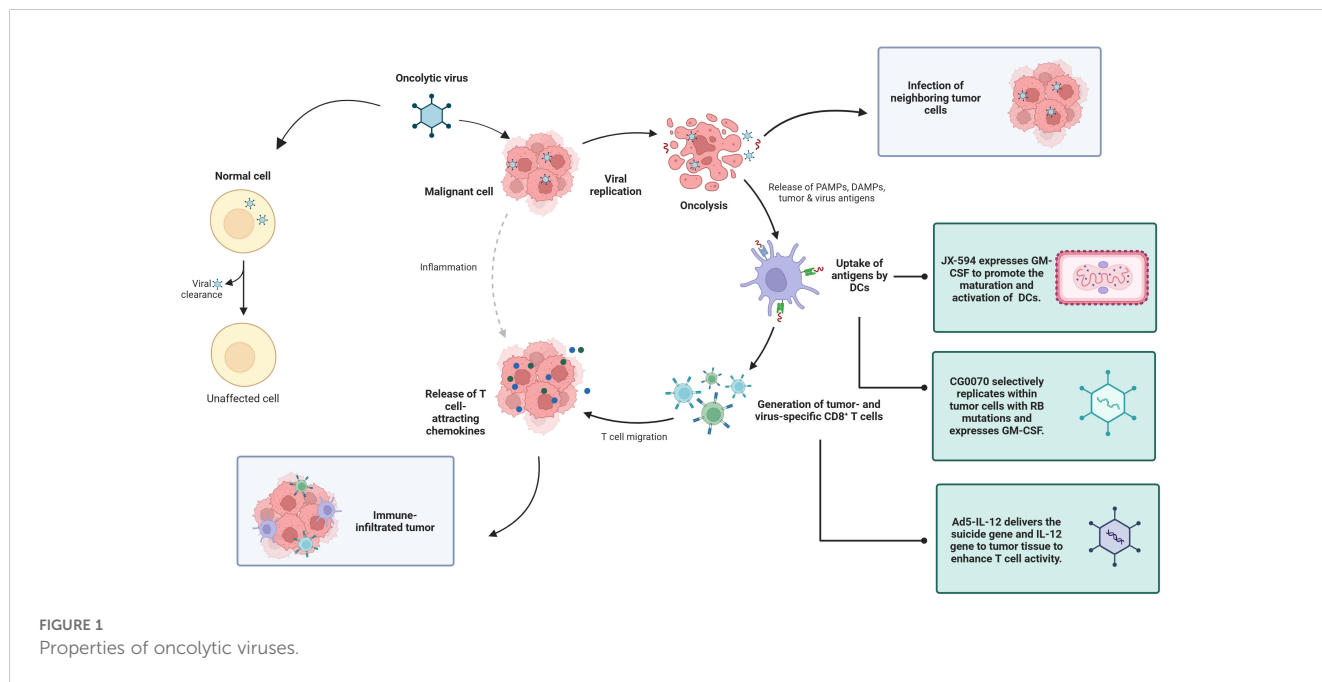 Oncolytic virus
Infection of
neighboring tumor
cells
Normal cell
Malignant cell
Viral
replication
Oncolysis
Release of PAMPs, DAMPs,
tumor & virus antigens
Viral
clearance
Inflammation
Uptake of
antigens by
DCs
JX-594 expresses GM-
CSF to promote the
maturation and
activation of DCs.
Unaffected cell
Release of T
cell-
attracting
chemokines
T cell migration
Generation of tumor- and
virus-specific CD8⁺ T cells
CG0070 selectively
replicates within
tumor cells with RB
mutations and
expresses GM-CSF.
Immune-
infiltrated tumor
Ad5-IL-12 delivers the
suicide gene and IL-12
gene to tumor tissue to
enhance T cell activity.
FIGURE 1
Properties of oncolytic viruses.